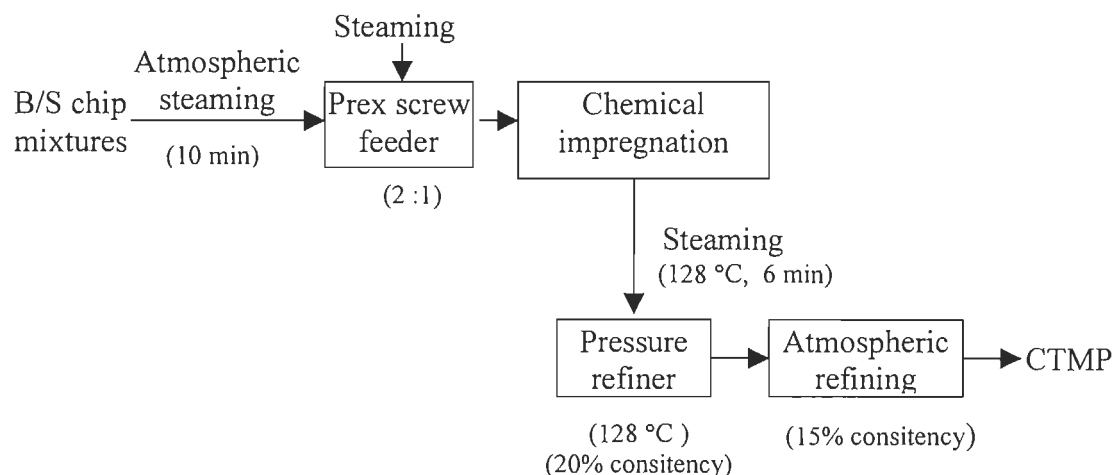 Steaming
Atmospheric
steaming
B/S chip
mixtures
(10 min)
Prex screw
feeder
(2 :1)
Chemical
impregnation
Steaming
(128 °C, 6 min)
Pressure
refiner
Atmospheric
refining
CTMP
(128 °C )
(20% consitency)
(15% consitency)